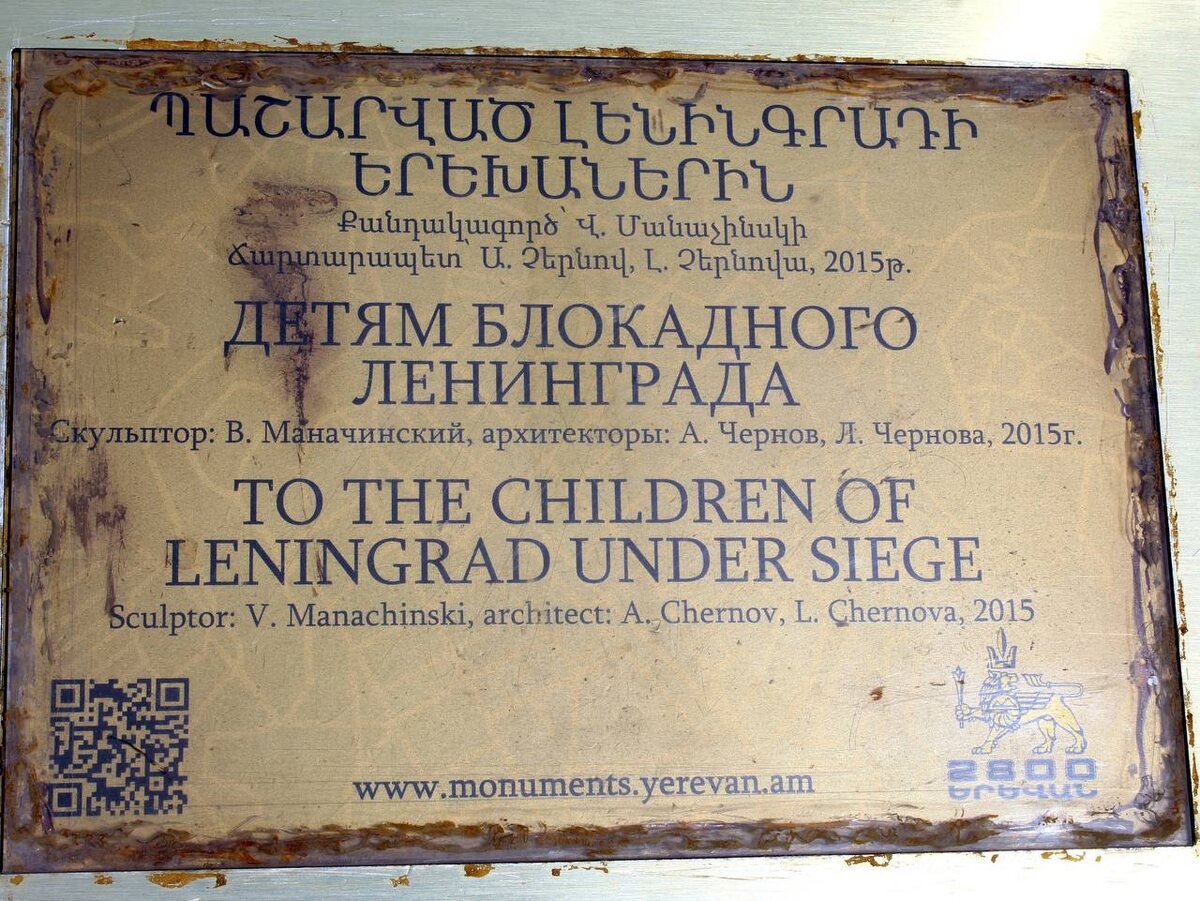 ՊԱՇԱՐՎԱԾ ԼԵՆԻՆԳՐԱԴԻ
ԵՐԵԽԱՆԵՐԻՆ
Քանդակագործ՝ Վ. Մանաչինսկի
Ճարտարապետ՝ Ա. Չերնով, Լ. Չերնովա, 2015թ.
ДЕТЯМ БЛОКАДНОГО
ЛЕНИНГРАДА
Скульптор: В. Маначинский, архитекторы: А. Чернов, Л. Чернова, 2015г.
TO THE CHILDREN OF
LENINGRAD UNDER SIEGE
Sculptor: V. Manachinski, architect: A. Chernov, L. Chernova, 2015
www.monuments.yerevan.am
2800
ԵՐԵՎԱՆ